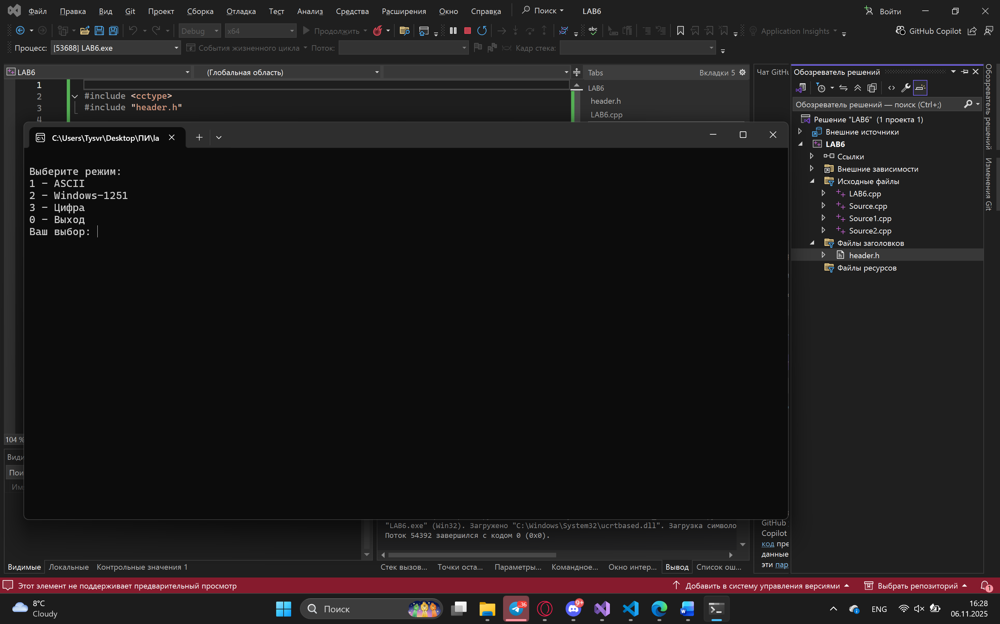 Файл Правка Вид Git Проект Сборка Отладка Тест Анализ Средства Расширения Окно Справка Поиск LAB6 Войти
Debug x64 Продолжить Application Insights GitHub Copilot
Процесс: [53688] LAB6.exe События жизненного цикла Поток: Кадр стека:
LAB6 (Глобальная область) Tabs Вкладки 5
1
2 #include <cctype>
3 #include "header.h"
4
LAB6
header.h
LAB6.cpp
Чат GitHu
Обозреватель решений
Обозреватель решений — поиск (Ctrl+;)
Решение "LAB6" (1 проекта 1)
Внешние источники
LAB6
Ссылки
Внешние зависимости
Исходные файлы
LAB6.cpp
Source.cpp
Source1.cpp
Source2.cpp
Файлы заголовков
header.h
Файлы ресурсов
Обозреватель решений
Изменения Git
C:\Users\Tysvr\Desktop\ПИ\la
Выберите режим:
1 - ASCII
2 - Windows-1251
3 - Цифра
0 - Выход
Ваш выбор:
104 %
Види
Пои
Им
"LAB6.exe" (Win32). Загружено "C:\Windows\System32\ucrtbased.dll". Загрузка символо
Поток 54392 завершился с кодом 0 (0x0).
GitHub
Copilot
код пре
данные
эти пар
Видимые Локальные Контрольные значения 1
Стек вызов... Точки оста... Параметры... Командное... Окно интер... Вывод Список ош...
Этот элемент не поддерживает предварительный просмотр
Добавить в систему управления версиями Выбрать репозиторий 1
8°C
Cloudy
Поиск
..36
9+
ENG
16:28
06.11.2025